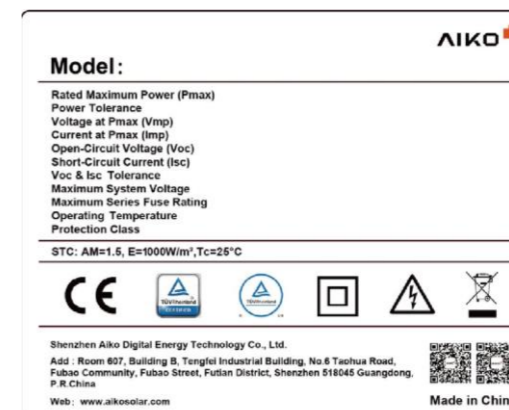 AIKO
Model:
Rated Maximum Power (Pmax)
Power Tolerance
Voltage at Pmax (Vmp)
Current at Pmax (Imp)
Open-Circuit Voltage (Voc)
Short-Circuit Current (Isc)
Voc & Isc Tolerance
Maximum System Voltage
Maximum Series Fuse Rating
Operating Temperature
Protection Class
STC: AM=1.5, E=1000W/m², Tc=25°C
CE
TÜVRheinland
TÜVRheinland
Shenzhen Aiko Digital Energy Technology Co., Ltd.
Add : Room 607, Building B, Tengfei Industrial Building, No.6 Taohua Road,
Fubao Community, Fubao Street, Futian District, Shenzhen 518045 Guangdong,
P.R.China
Web: www.aikosolar.com
Made in Chin